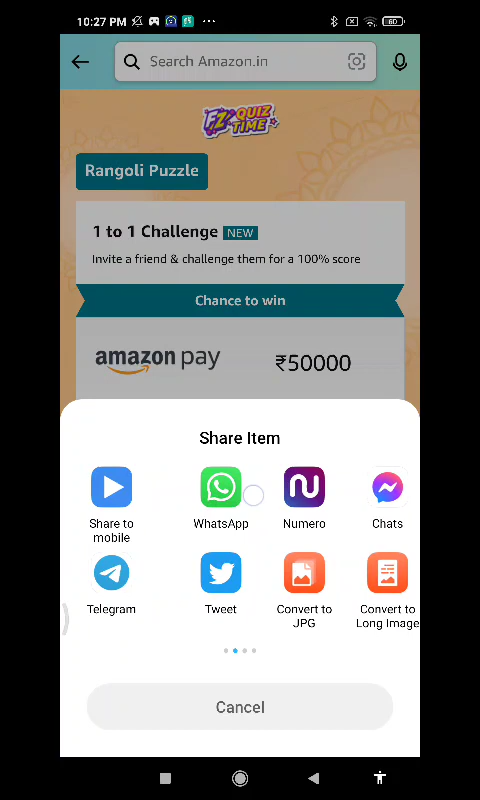 10:27 PM
60
Search Amazon.in
FZ QUIZ TIME
Rangoli Puzzle
1 to 1 Challenge NEW
Invite a friend & challenge them for a 100% score
Chance to win
amazon pay ₹50000
Share Item
Share to mobile
WhatsApp
Numero
Chats
Telegram
Tweet
Convert to JPG
Convert to Long Image
Cancel